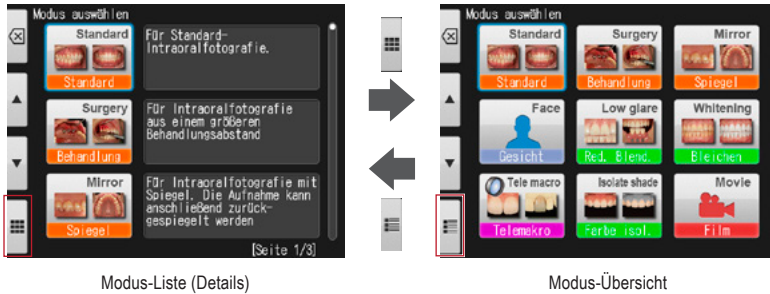 Modus auswählen
Standard
Standard
Für Standard-
Intraoralfotografie.
Surgery
Behandlung
Für Intraoralfotografie
aus einem größeren
Behandlungsabstand
Mirror
Spiegel
Für Intraoralfotografie mit
Spiegel. Die Aufnahme kann
anschließend zurück-
gespiegelt werden
[Seite 1/3]
Modus-Liste (Details)
Modus auswählen
Standard
Standard
Surgery
Behandlung
Mirror
Spiegel
Face
Gesicht
Low glare
Red. Blend.
Whitening
Bleichen
Tele macro
Telemakro
Isolate shade
Farbe isol.
Movie
Film
Modus-Übersicht